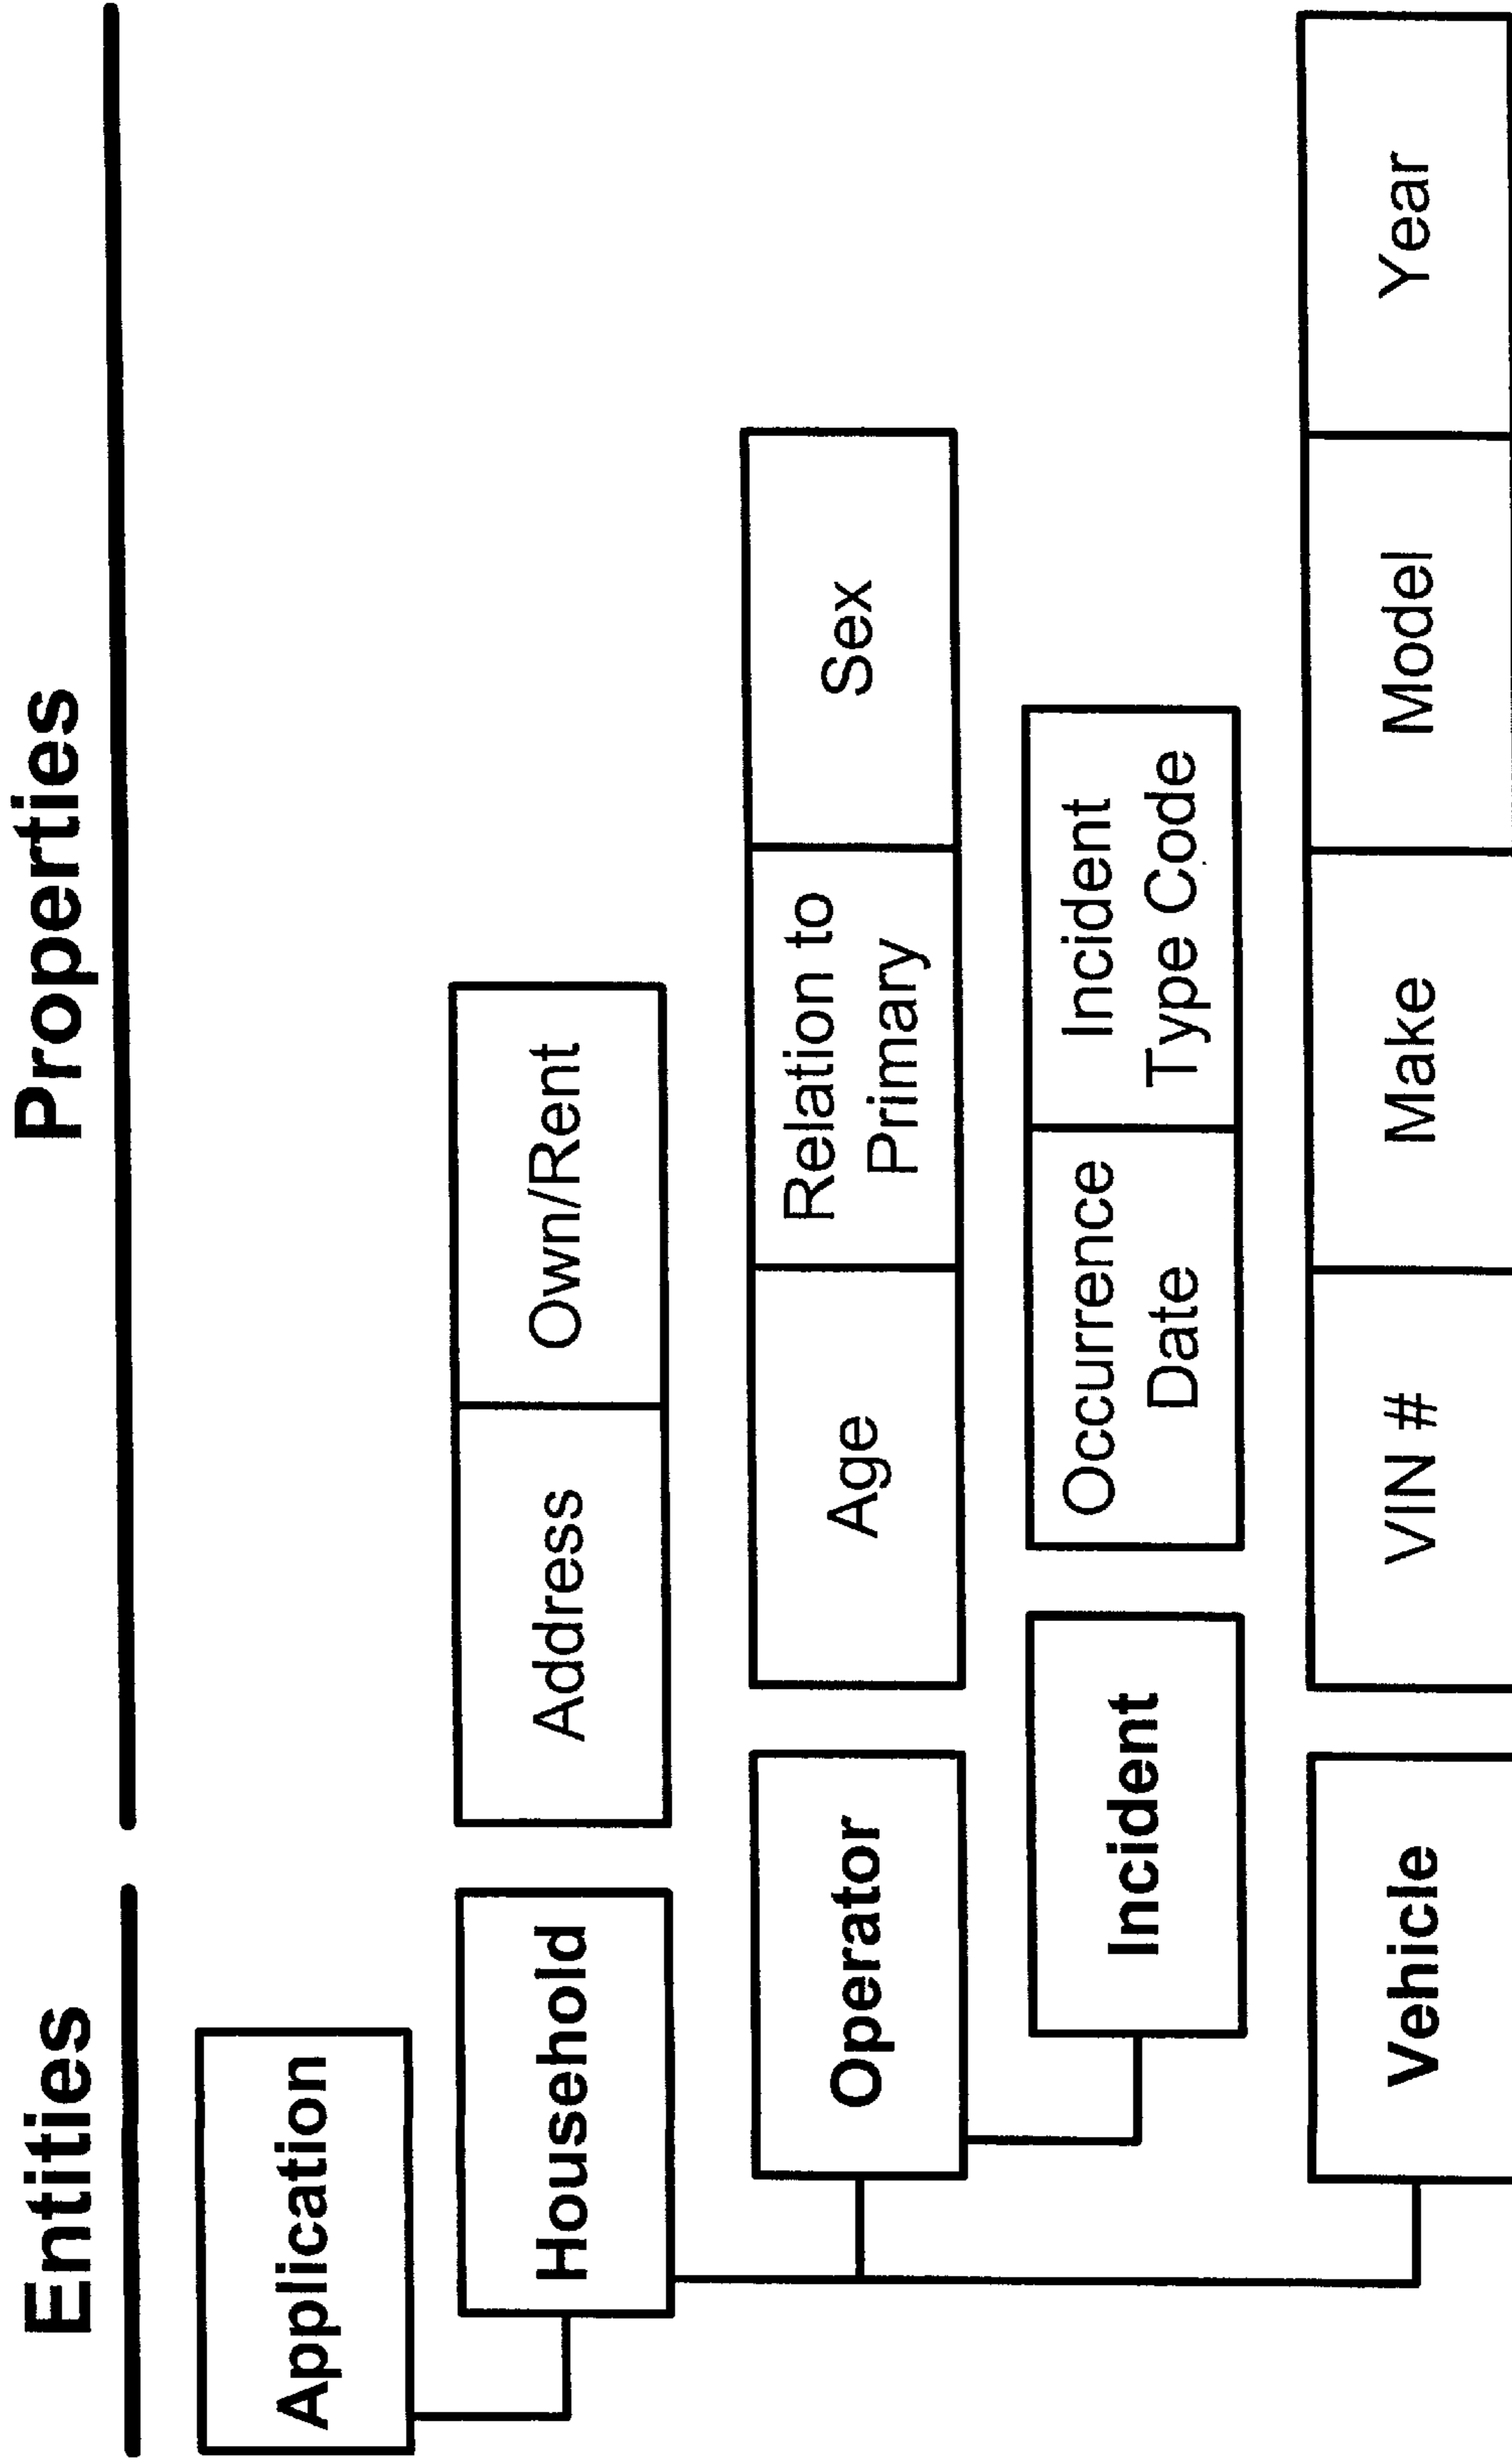 Entities
Properties
Application
Household
Address
Own/Rent
Operator
Age
Relation to
Primary
Sex
Incident
Occurrence
Date
Incident
Type Code
Vehicle
VIN #
Make
Model
Year